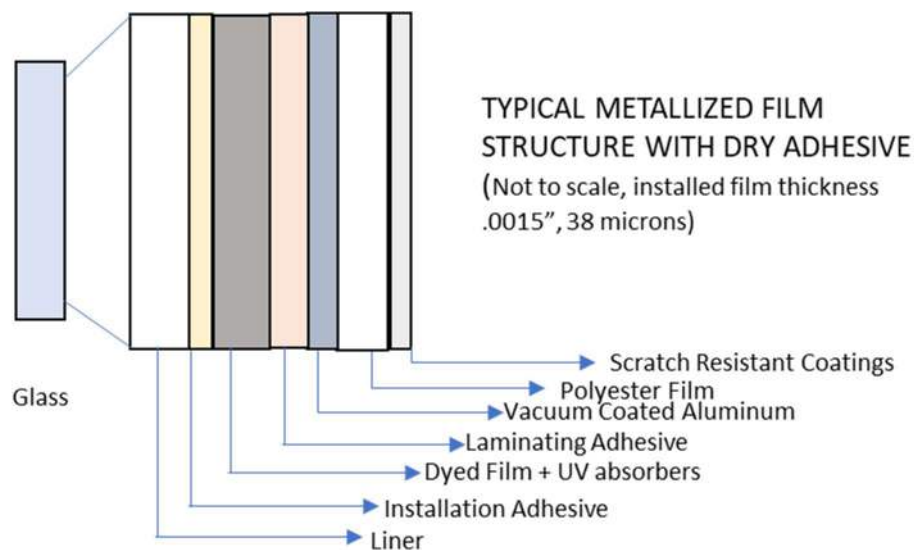 TYPICAL METALLIZED FILM
STRUCTURE WITH DRY ADHESIVE
(Not to scale, installed film thickness
.0015”, 38 microns)
Scratch Resistant Coatings
Polyester Film
Glass
Vacuum Coated Aluminum
Laminating Adhesive
Dyed Film + UV absorbers
Installation Adhesive
Liner